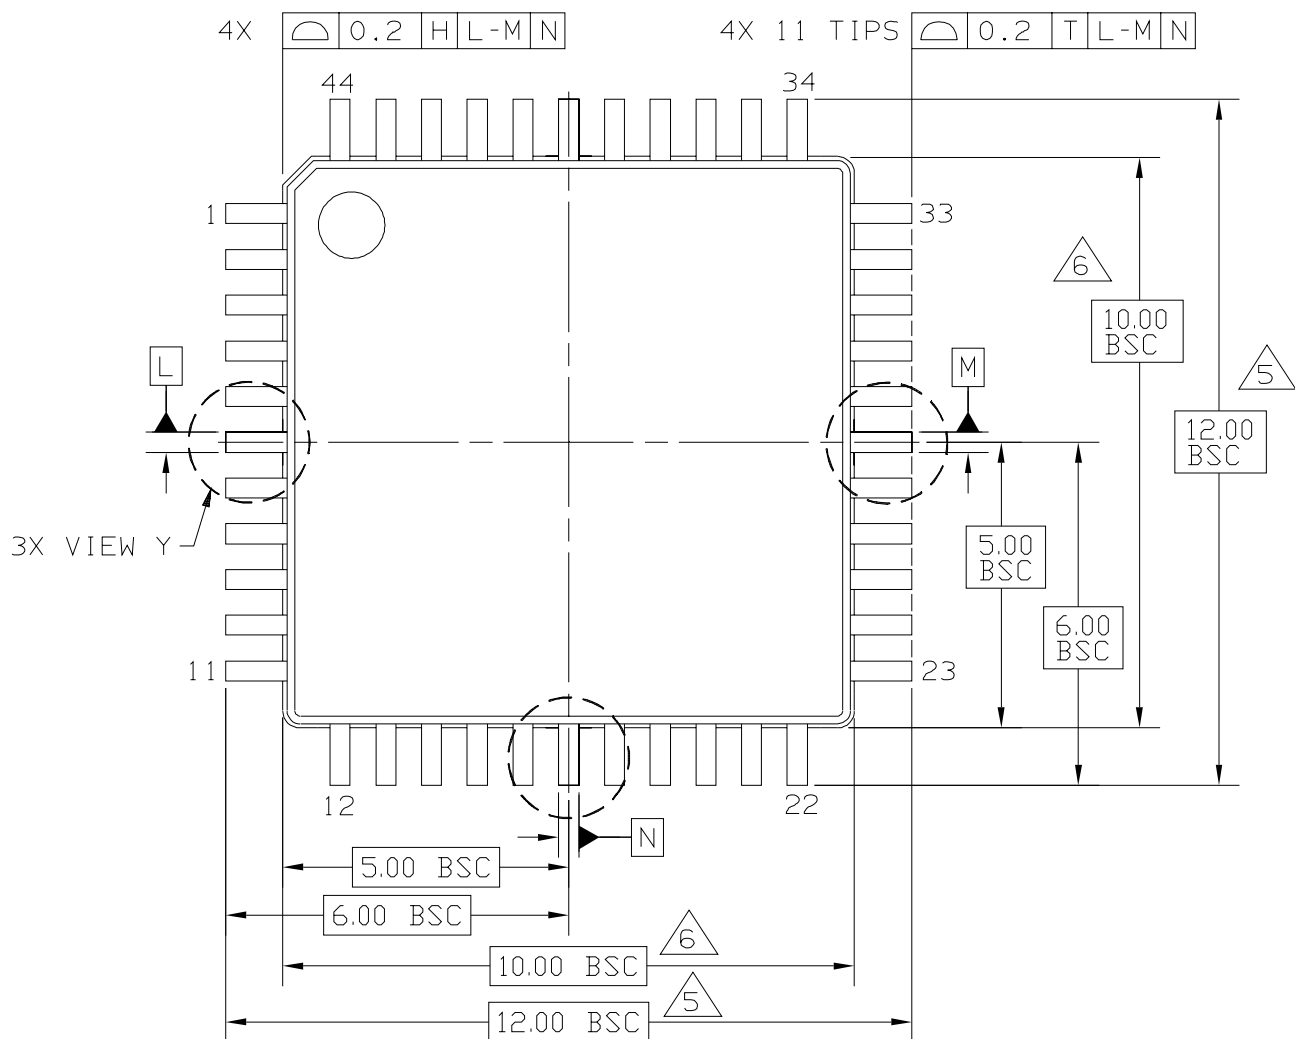 4X 0.2 H L-M N
4X 11 TIPS 0.2 T L-M N
44
34
1
33
6
10.00
BSC
L
M
5
12.00
BSC
3X VIEW Y
5.00
BSC
6.00
BSC
11
23
12
22
N
5.00 BSC
6.00 BSC
6
10.00 BSC
5
12.00 BSC